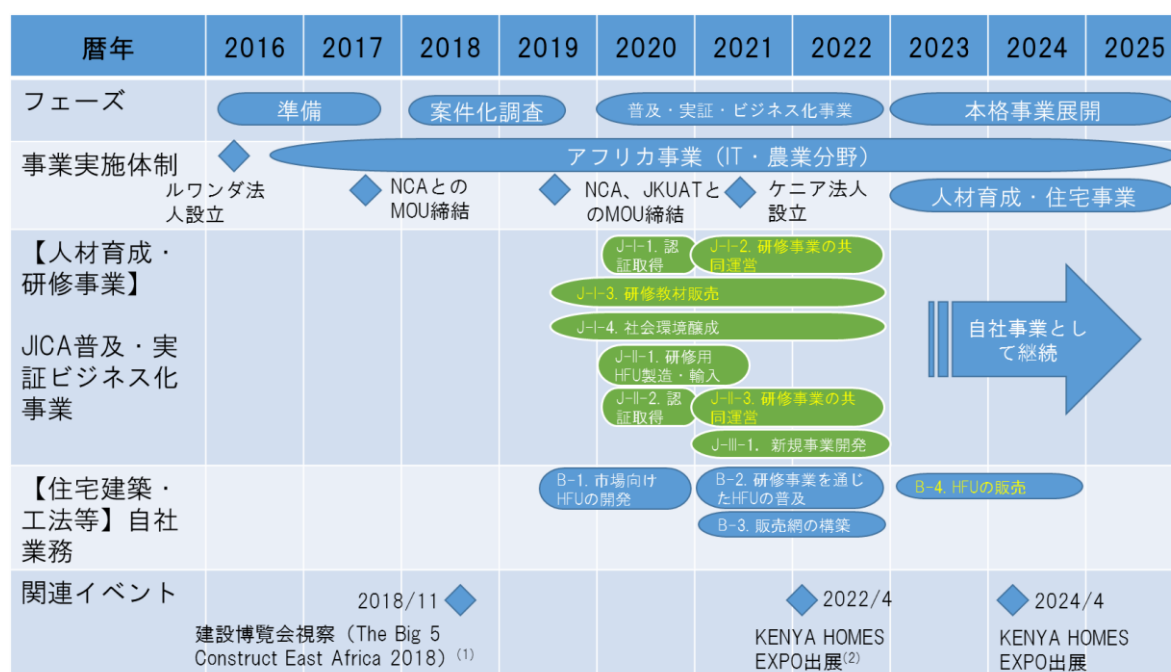 暦年 2016 2017 2018 2019 2020 2021 2022 2023 2024 2025
フェーズ
準備
案件化調査
普及・実証・ビジネス化事業
本格事業展開
事業実施体制
アフリカ事業（IT・農業分野）
ルワンダ法
人設立
NCAとの
MOU締結
NCA、JKUATと
のMOU締結
ケニア法人
設立
人材育成・住宅事業
【人材育成・
研修事業】
JICA普及・実
証ビジネス化
事業
J-I-1. 認
証取得
J-I-2. 研修事業の共
同運営
J-I-3. 研修教材販売
J-I-4. 社会環境醸成
J-II-1. 研修用
HFU製造・輸入
J-II-2. 認
証取得
J-II-3. 研修事業の共
同運営
J-III-1. 新規事業開発
自社事業とし
て継続
【住宅建築・
工法等】自社
業務
B-1. 市場向け
HFUの開発
B-2. 研修事業を通じ
たHFUの普及
B-3. 販売網の構築
B-4. HFUの販売
関連イベント
2018/11
建設博覧会視察（The Big 5
Construct East Africa 2018）(1)
2022/4
KENYA HOMES
EXPO出展(2)
2024/4
KENYA HOMES
EXPO出展